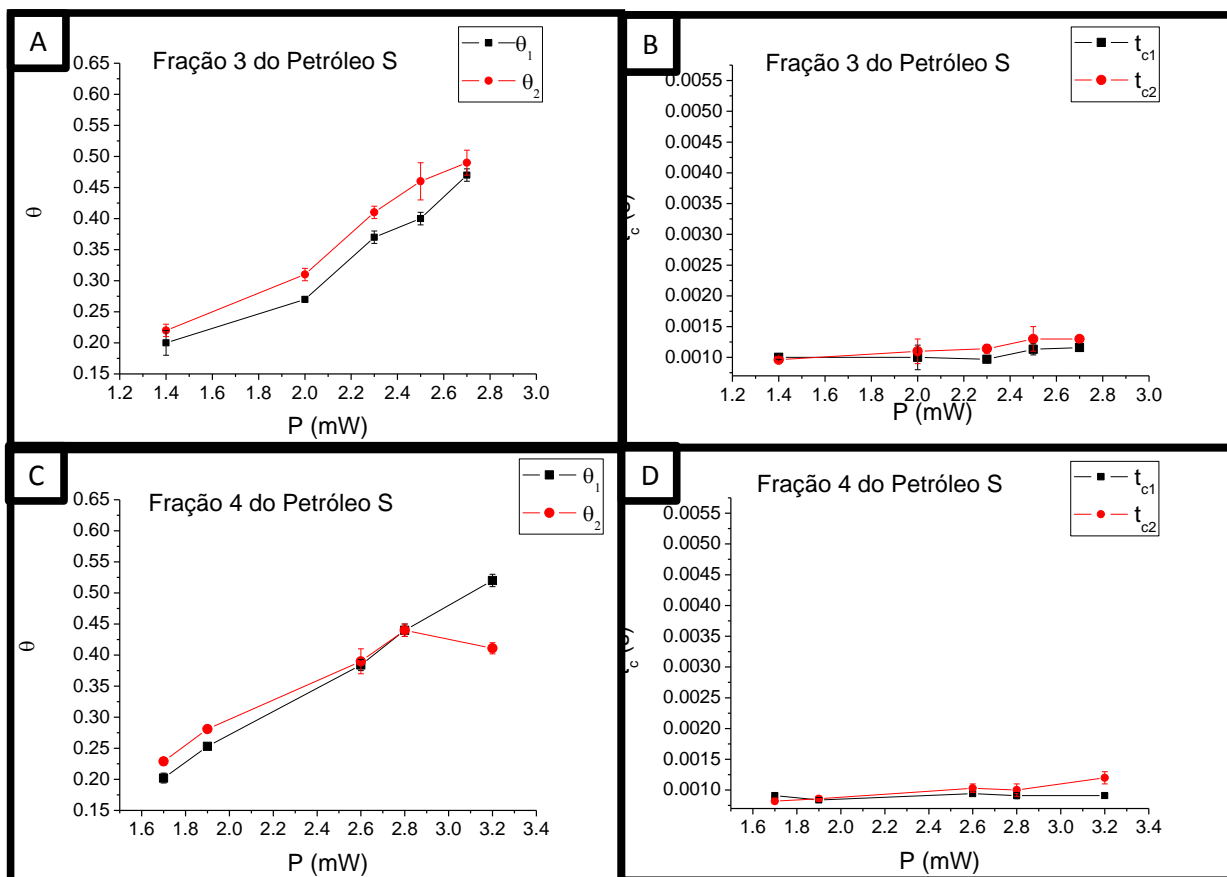 A
Fração 3 do Petróleo S
θ1
θ2
0.65
0.60
0.55
0.50
0.45
0.40
0.35
0.30
0.25
0.20
0.15
θ
1.2 1.4 1.6 1.8 2.0 2.2 2.4 2.6 2.8 3.0
P (mW)
B
Fração 3 do Petróleo S
tc1
tc2
0.0055
0.0050
0.0045
0.0040
0.0035
0.0030
0.0025
0.0020
0.0015
0.0010
1.2 1.4 1.6 1.8 2.0 2.2 2.4 2.6 2.8 3.0
P (mW)
C
Fração 4 do Petróleo S
θ1
θ2
0.65
0.60
0.55
0.50
0.45
0.40
0.35
0.30
0.25
0.20
0.15
θ
1.6 1.8 2.0 2.2 2.4 2.6 2.8 3.0 3.2 3.4
P (mW)
D
Fração 4 do Petróleo S
tc1
tc2
0.0055
0.0050
0.0045
0.0040
0.0035
0.0030
0.0025
0.0020
0.0015
0.0010
1.6 1.8 2.0 2.2 2.4 2.6 2.8 3.0 3.2 3.4
P (mW)